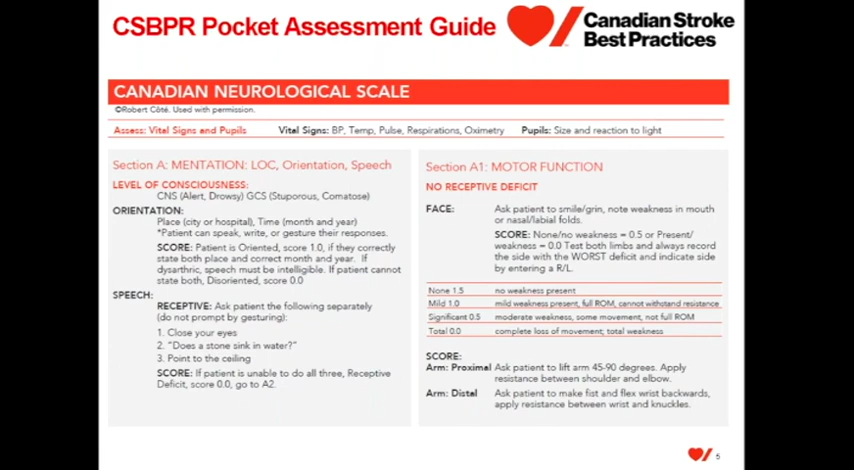 CSBPR Pocket Assessment Guide
Canadian Stroke
Best Practices
CANADIAN NEUROLOGICAL SCALE
©Robert Côté. Used with permission.
Assess: Vital Signs and Pupils Vital Signs: BP, Temp, Pulse, Respirations, Oximetry Pupils: Size and reaction to light
Section A: MENTATION: LOC, Orientation, Speech
LEVEL OF CONSCIOUSNESS:
CNS (Alert, Drowsy) GCS (Stuporous, Comatose)
ORIENTATION:
Place (city or hospital), Time (month and year)
*Patient can speak, write, or gesture their responses.
SCORE: Patient is Oriented, score 1.0, if they correctly
state both place and correct month and year. If
dysarthric, speech must be intelligible. If patient cannot
state both, Disoriented, score 0.0
SPEECH:
RECEPTIVE: Ask patient the following separately
(do not prompt by gesturing):
1. Close your eyes
2. "Does a stone sink in water?"
3. Point to the ceiling
SCORE: If patient is unable to do all three, Receptive
Deficit, score 0.0, go to A2.
Section A1: MOTOR FUNCTION
NO RECEPTIVE DEFICIT
FACE: Ask patient to smile/grin, note weakness in mouth
or nasal/labial folds.
SCORE: None/no weakness = 0.5 or Present/
weakness = 0.0 Test both limbs and always record
the side with the WORST deficit and indicate side
by entering a R/L.
None 1.5 no weakness present
Mild 1.0 mild weakness present, full ROM, cannot withstand resistance
Significant 0.5 moderate weakness, some movement, not full ROM
Total 0.0 complete loss of movement; total weakness
SCORE:
Arm: Proximal Ask patient to lift arm 45-90 degrees. Apply
resistance between shoulder and elbow.
Arm: Distal Ask patient to make fist and flex wrist backwards,
apply resistance between wrist and knuckles.
5